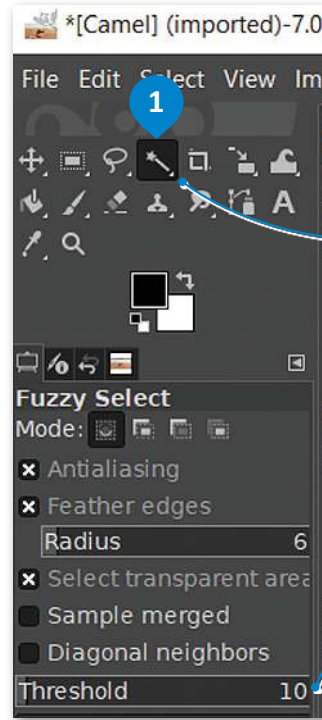 *[Camel] (imported)-7.0
File Edit Select View Im
1
A
Fuzzy Select
Mode:
Antialiasing
Feather edges
Radius 6
Select transparent area
Sample merged
Diagonal neighbors
Threshold 10